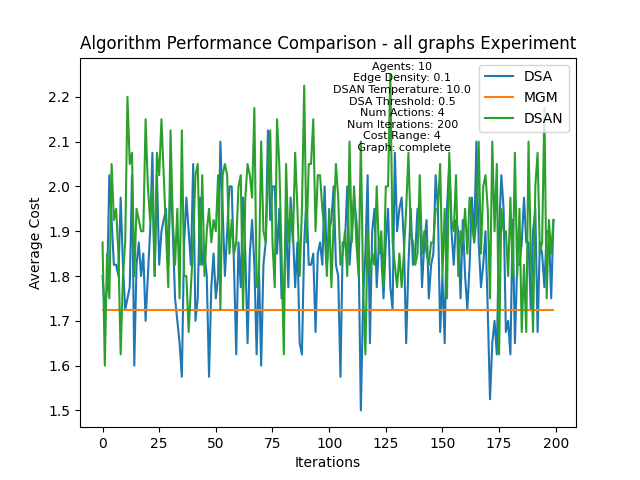 Algorithm Performance Comparison - all graphs Experiment
Agents: 10
Edge Density: 0.1
DSAN Temperature: 10.0
DSA Threshold: 0.5
Num Actions: 4
Num Iterations: 200
Cost Range: 4
Graph: complete
DSA
MGM
DSAN
Average Cost
2.2
2.1
2.0
1.9
1.8
1.7
1.6
1.5
0
25
50
75
100
125
150
175
200
Iterations